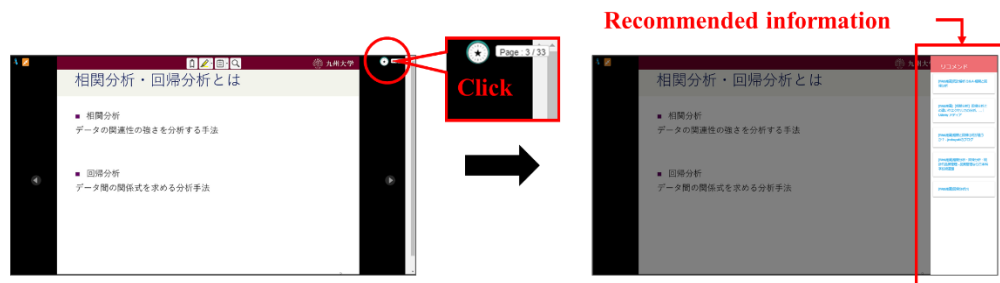 Recommended information
九州大学
Page : 3 / 33
Click
相関分析・回帰分析とは
■ 相関分析
データの関連性の強さを分析する手法
■ 回帰分析
データ間の関係式を求める分析手法
九州大
相関分析・回帰分析とは
■ 相関分析
データの関連性の強さを分析する手法
■ 回帰分析
データ間の関係式を求める分析手法
リコメンド